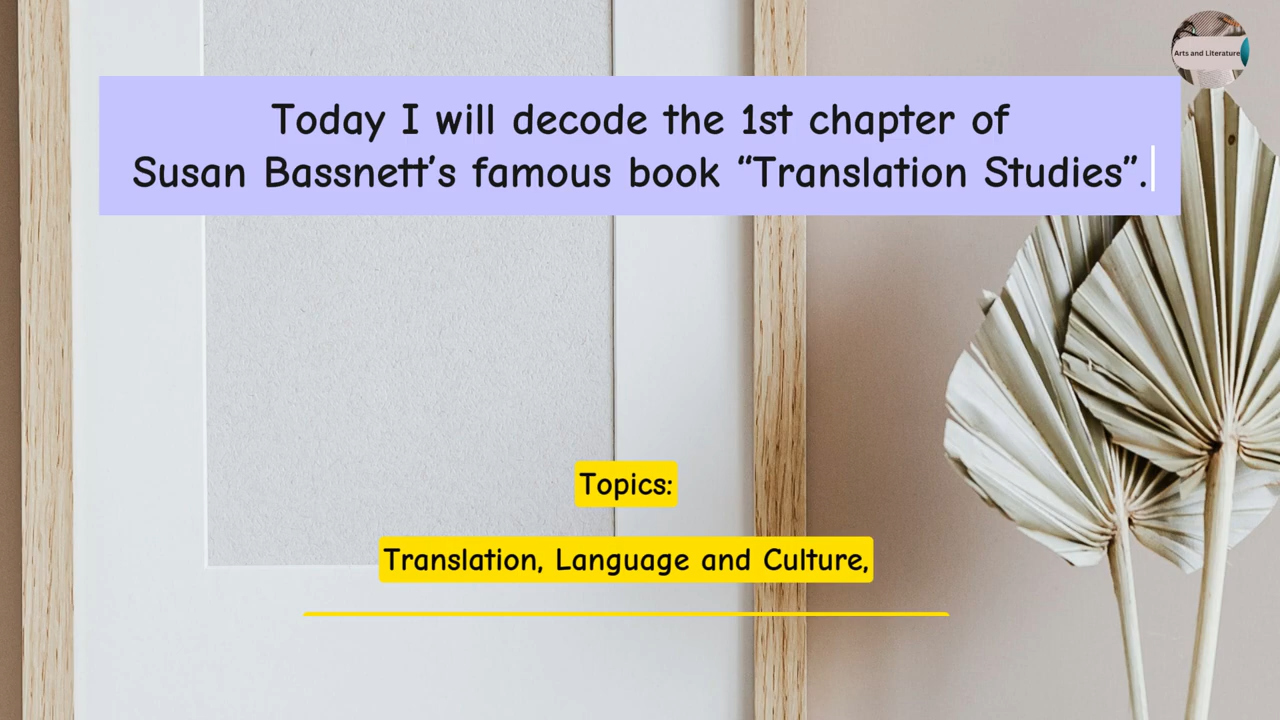 Arts and Literature
Today I will decode the 1st chapter of
Susan Bassnett’s famous book “Translation Studies”.
Topics:
Translation, Language and Culture,